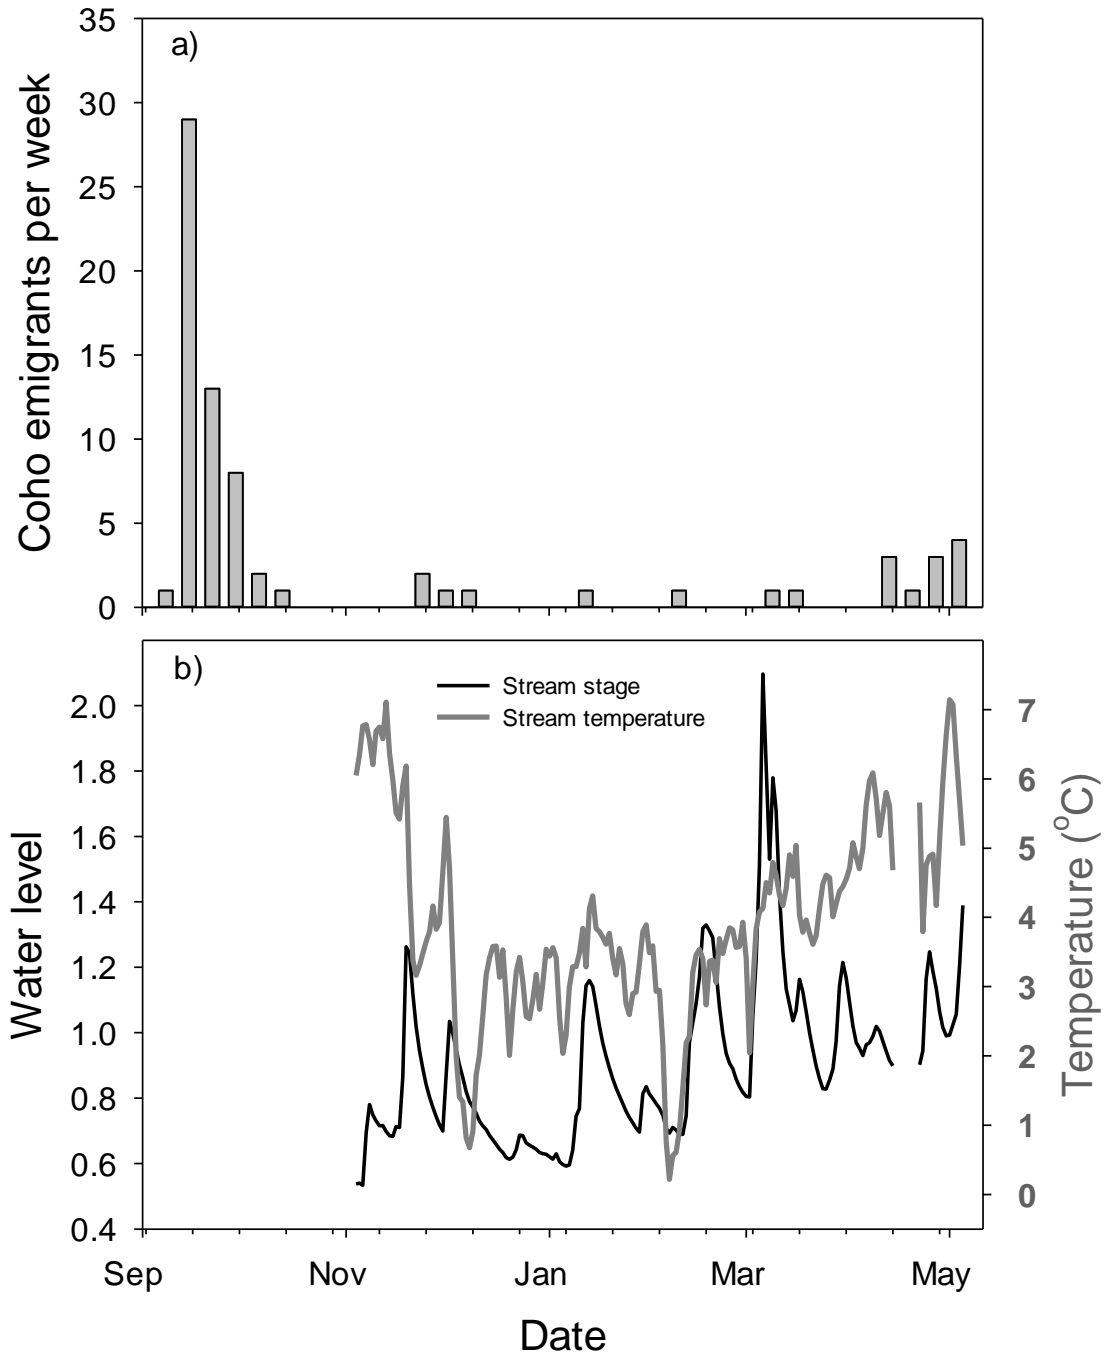 a)
35
30
25
20
15
10
5
0
Coho emigrants per week
b)
Stream stage
Stream temperature
2.0
1.8
1.6
1.4
1.2
1.0
0.8
0.6
0.4
Water level
7
6
5
4
3
2
1
0
Temperature (°C)
Sep Nov Jan Mar May
Date